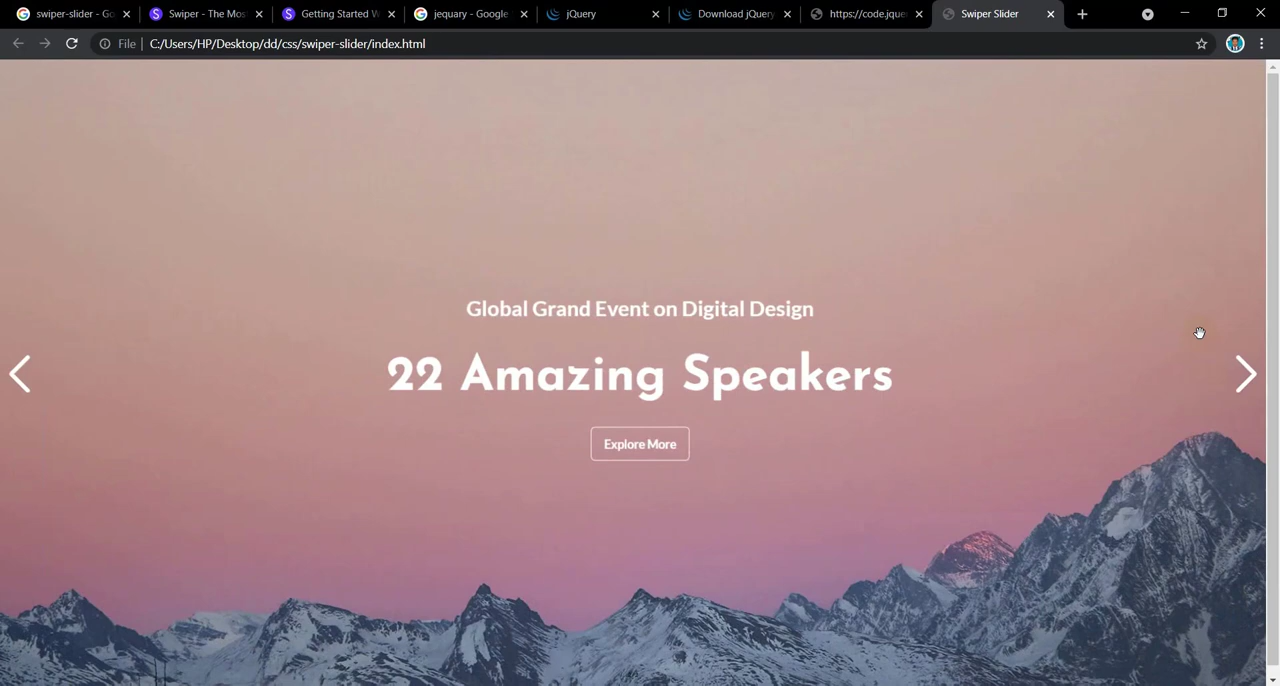 swiper-slider - Go
Swiper - The Mos
Getting Started W
jequary - Google
jQuery
Download jQuery
https://code.jque
Swiper Slider
File
C:/Users/HP/Desktop/dd/css/swiper-slider/index.html
Global Grand Event on Digital Design
22 Amazing Speakers
Explore More